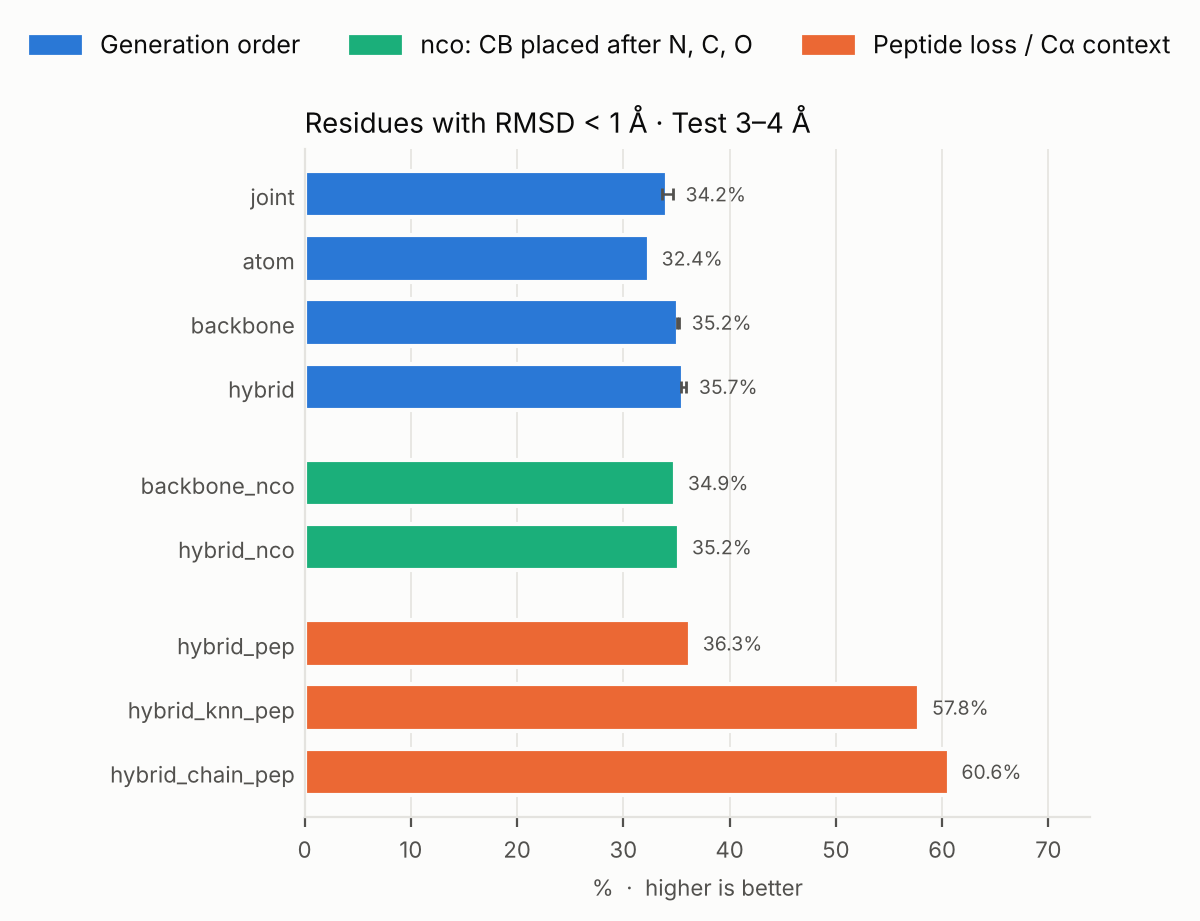 Generation order
nco: CB placed after N, C, O
Peptide loss / Cα context
Residues with RMSD < 1 Å · Test 3–4 Å
joint 34.2%
atom 32.4%
backbone 35.2%
hybrid 35.7%
backbone_nco 34.9%
hybrid_nco 35.2%
hybrid_pep 36.3%
hybrid_knn_pep 57.8%
hybrid_chain_pep 60.6%
0 10 20 30 40 50 60 70
% · higher is better